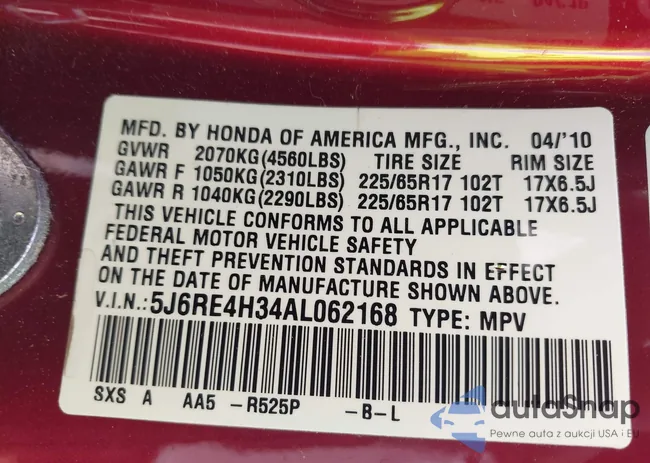 MFD. BY HONDA OF AMERICA MFG., INC. 04/'10
GVWR 2070KG(4560LBS) TIRE SIZE RIM SIZE
GAWR F 1050KG(2310LBS) 225/65R17 102T 17X6.5J
GAWR R 1040KG(2290LBS) 225/65R17 102T 17X6.5J
THIS VEHICLE CONFORMS TO ALL APPLICABLE
FEDERAL MOTOR VEHICLE SAFETY
AND THEFT PREVENTION STANDARDS IN EFFECT
ON THE DATE OF MANUFACTURE SHOWN ABOVE.
V.I.N.:5J6RE4H34AL062168 TYPE: MPV
SXS A AA5 -R525P -B-L
autaSnap
Pewne auta z aukcji USA i EU